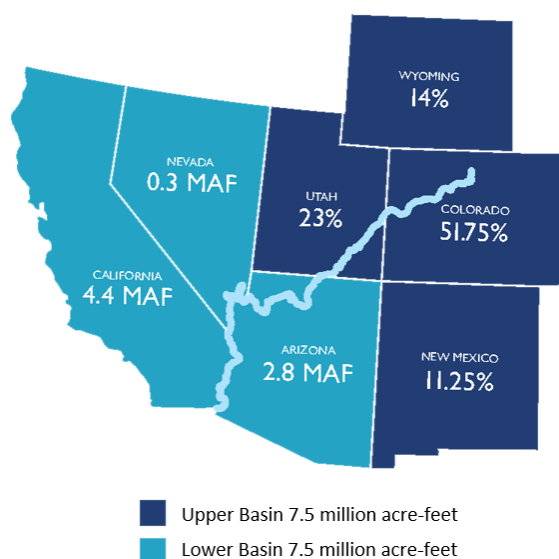 WYOMING
14%
NEVADA
0.3 MAF
UTAH
23%
COLORADO
51.75%
CALIFORNIA
4.4 MAF
ARIZONA
2.8 MAF
NEW MEXICO
11.25%
Upper Basin 7.5 million acre-feet
Lower Basin 7.5 million acre-feet